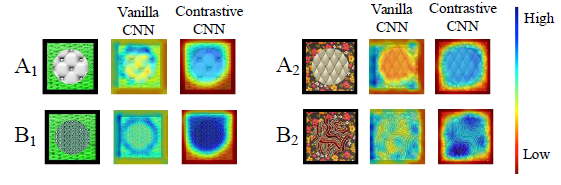 Vanilla CNN
Contrastive CNN
Vanilla CNN
Contrastive CNN
High
A1
A2
B1
B2
Low